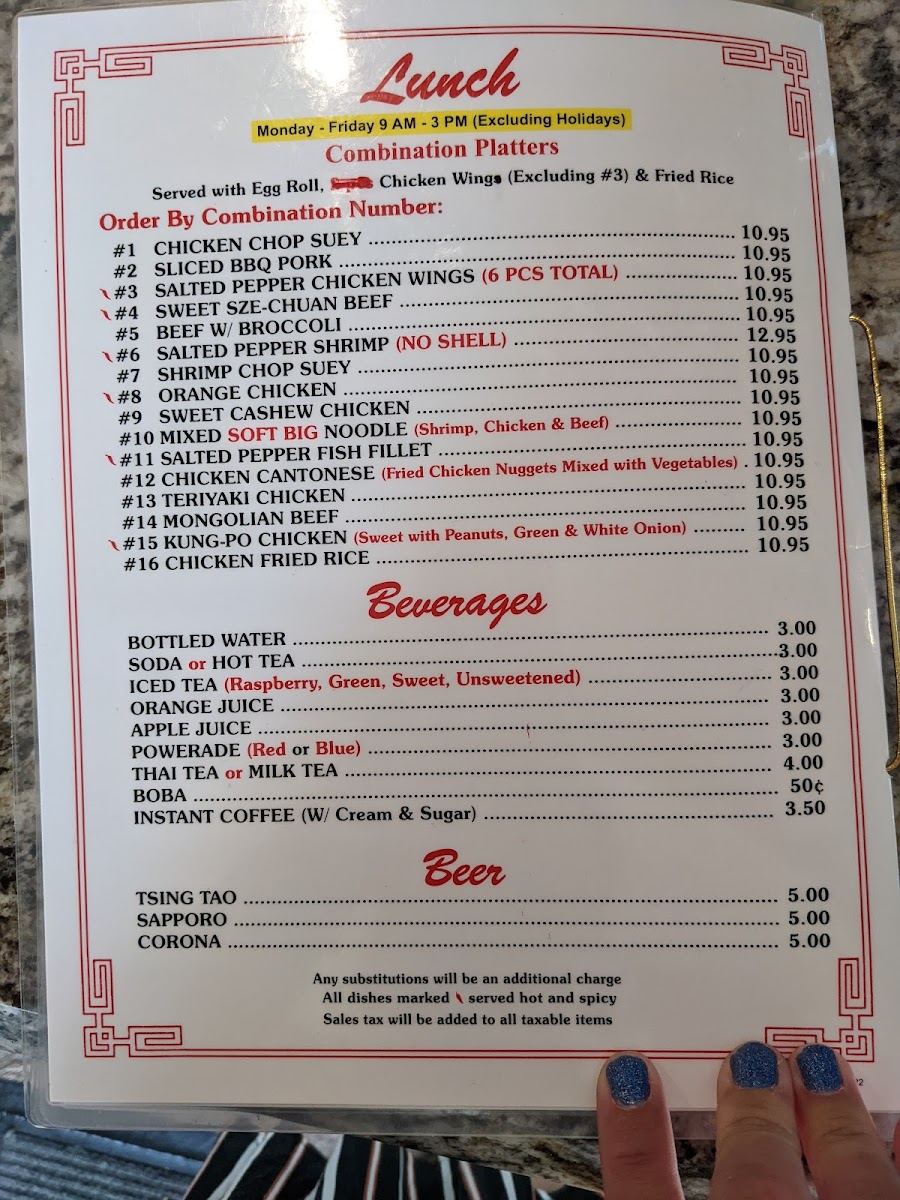 Lunch
Monday - Friday 9 AM - 3 PM (Excluding Holidays)
Combination Platters
Served with Egg Roll, Chicken Wings (Excluding #3) & Fried Rice
Order By Combination Number:
#1 CHICKEN CHOP SUEY ........ 10.95
#2 SLICED BBQ PORK ........ 10.95
#3 SALTED PEPPER CHICKEN WINGS (6 PCS TOTAL) ........ 10.95
#4 SWEET SZE-CHUAN BEEF ........ 10.95
#5 BEEF W/ BROCCOLI ........ 10.95
#6 SALTED PEPPER SHRIMP (NO SHELL) ........ 12.95
#7 SHRIMP CHOP SUEY ........ 10.95
#8 ORANGE CHICKEN ........ 10.95
#9 SWEET CASHEW CHICKEN ........ 10.95
#10 MIXED SOFT BIG NOODLE (Shrimp, Chicken & Beef) ........ 10.95
#11 SALTED PEPPER FISH FILLET ........ 10.95
#12 CHICKEN CANTONESE (Fried Chicken Nuggets Mixed with Vegetables) . 10.95
#13 TERIYAKI CHICKEN ........ 10.95
#14 MONGOLIAN BEEF ........ 10.95
#15 KUNG-PO CHICKEN (Sweet with Peanuts, Green & White Onion) ........ 10.95
#16 CHICKEN FRIED RICE ........ 10.95
Beverages
BOTTLED WATER ........ 3.00
SODA or HOT TEA ........ 3.00
ICED TEA (Raspberry, Green, Sweet, Unsweetened) ........ 3.00
ORANGE JUICE ........ 3.00
APPLE JUICE ........ 3.00
POWERADE (Red or Blue) ........ 3.00
THAI TEA or MILK TEA ........ 4.00
BOBA ........ 50¢
INSTANT COFFEE (W/ Cream & Sugar) ........ 3.50
Beer
TSING TAO ........ 5.00
SAPPORO ........ 5.00
CORONA ........ 5.00
Any substitutions will be an additional charge
All dishes marked served hot and spicy
Sales tax will be added to all taxable items